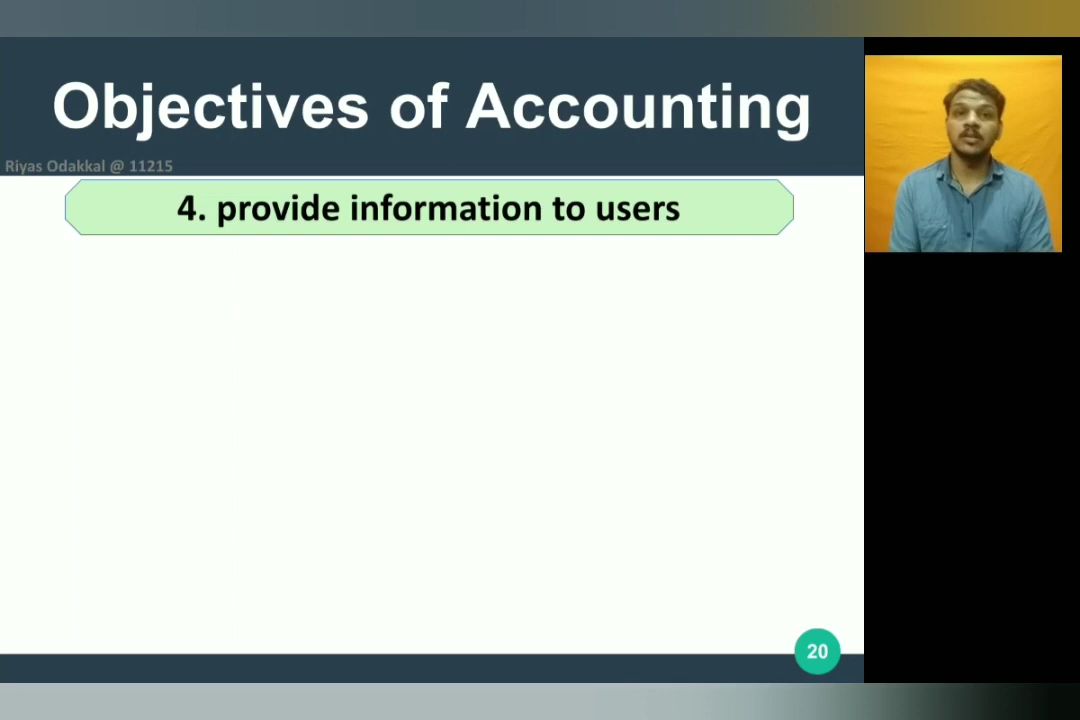 Objectives of Accounting
Riyas Odakkal @ 11215
4. provide information to users
20